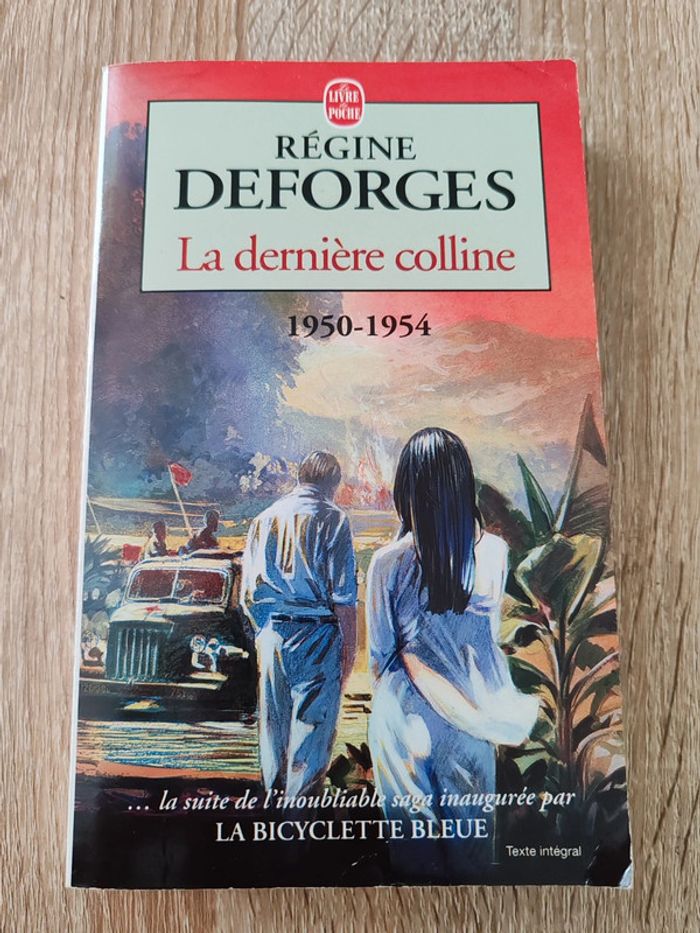 Le
LIVRE
de
POCHE
RÉGINE
DEFORGES
La dernière colline
1950-1954
... la suite de l'inoubliable saga inaugurée par
LA BICYCLETTE BLEUE
Texte intégral